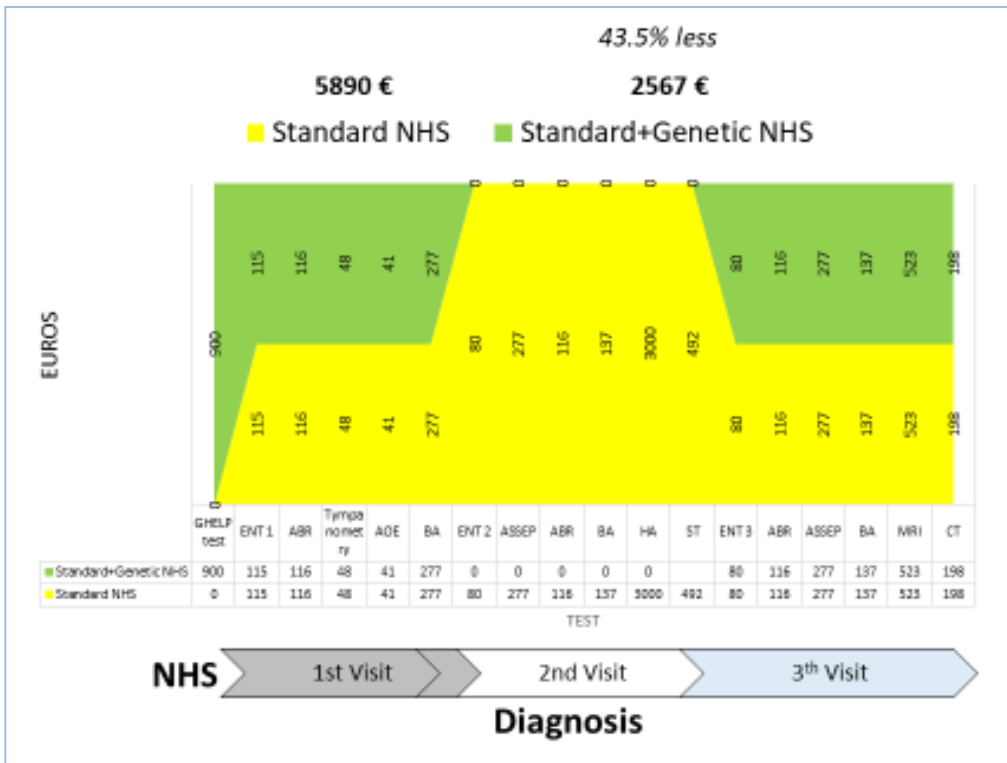 43.5% less
5890 € 2567 €
Standard NHS Standard+Genetic NHS
0 0 0 0 0 0
115 116 48 41 277 80 116 277 137 523 198
900 80 277 116 137 3000 492
115 116 48 41 277 80 116 277 137 523 198
0
EUROS
GHELP test ENT 1 ABR Tympanometry AOE BA ENT 2 ASSEP ABR BA HA ST ENT 3 ABR ASSEP BA MRI CT
Standard+Genetic NHS 900 115 116 48 41 277 0 0 0 0 0 80 116 277 137 523 198
Standard NHS 0 115 116 48 41 277 80 277 116 137 3000 492 80 116 277 137 523 198
TEST
NHS 1st Visit 2nd Visit 3th Visit
Diagnosis